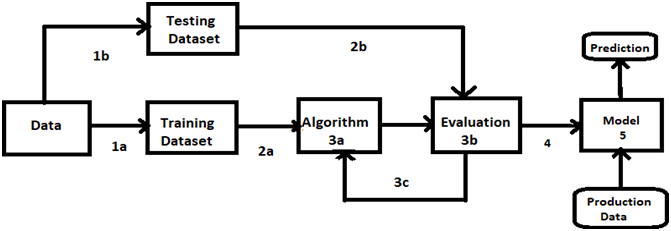 Testing
Dataset
1b
2b
Prediction
Data
1a
Training
Dataset
2a
Algorithm
3a
Evaluation
3b
4
Model
5
3c
Production
Data